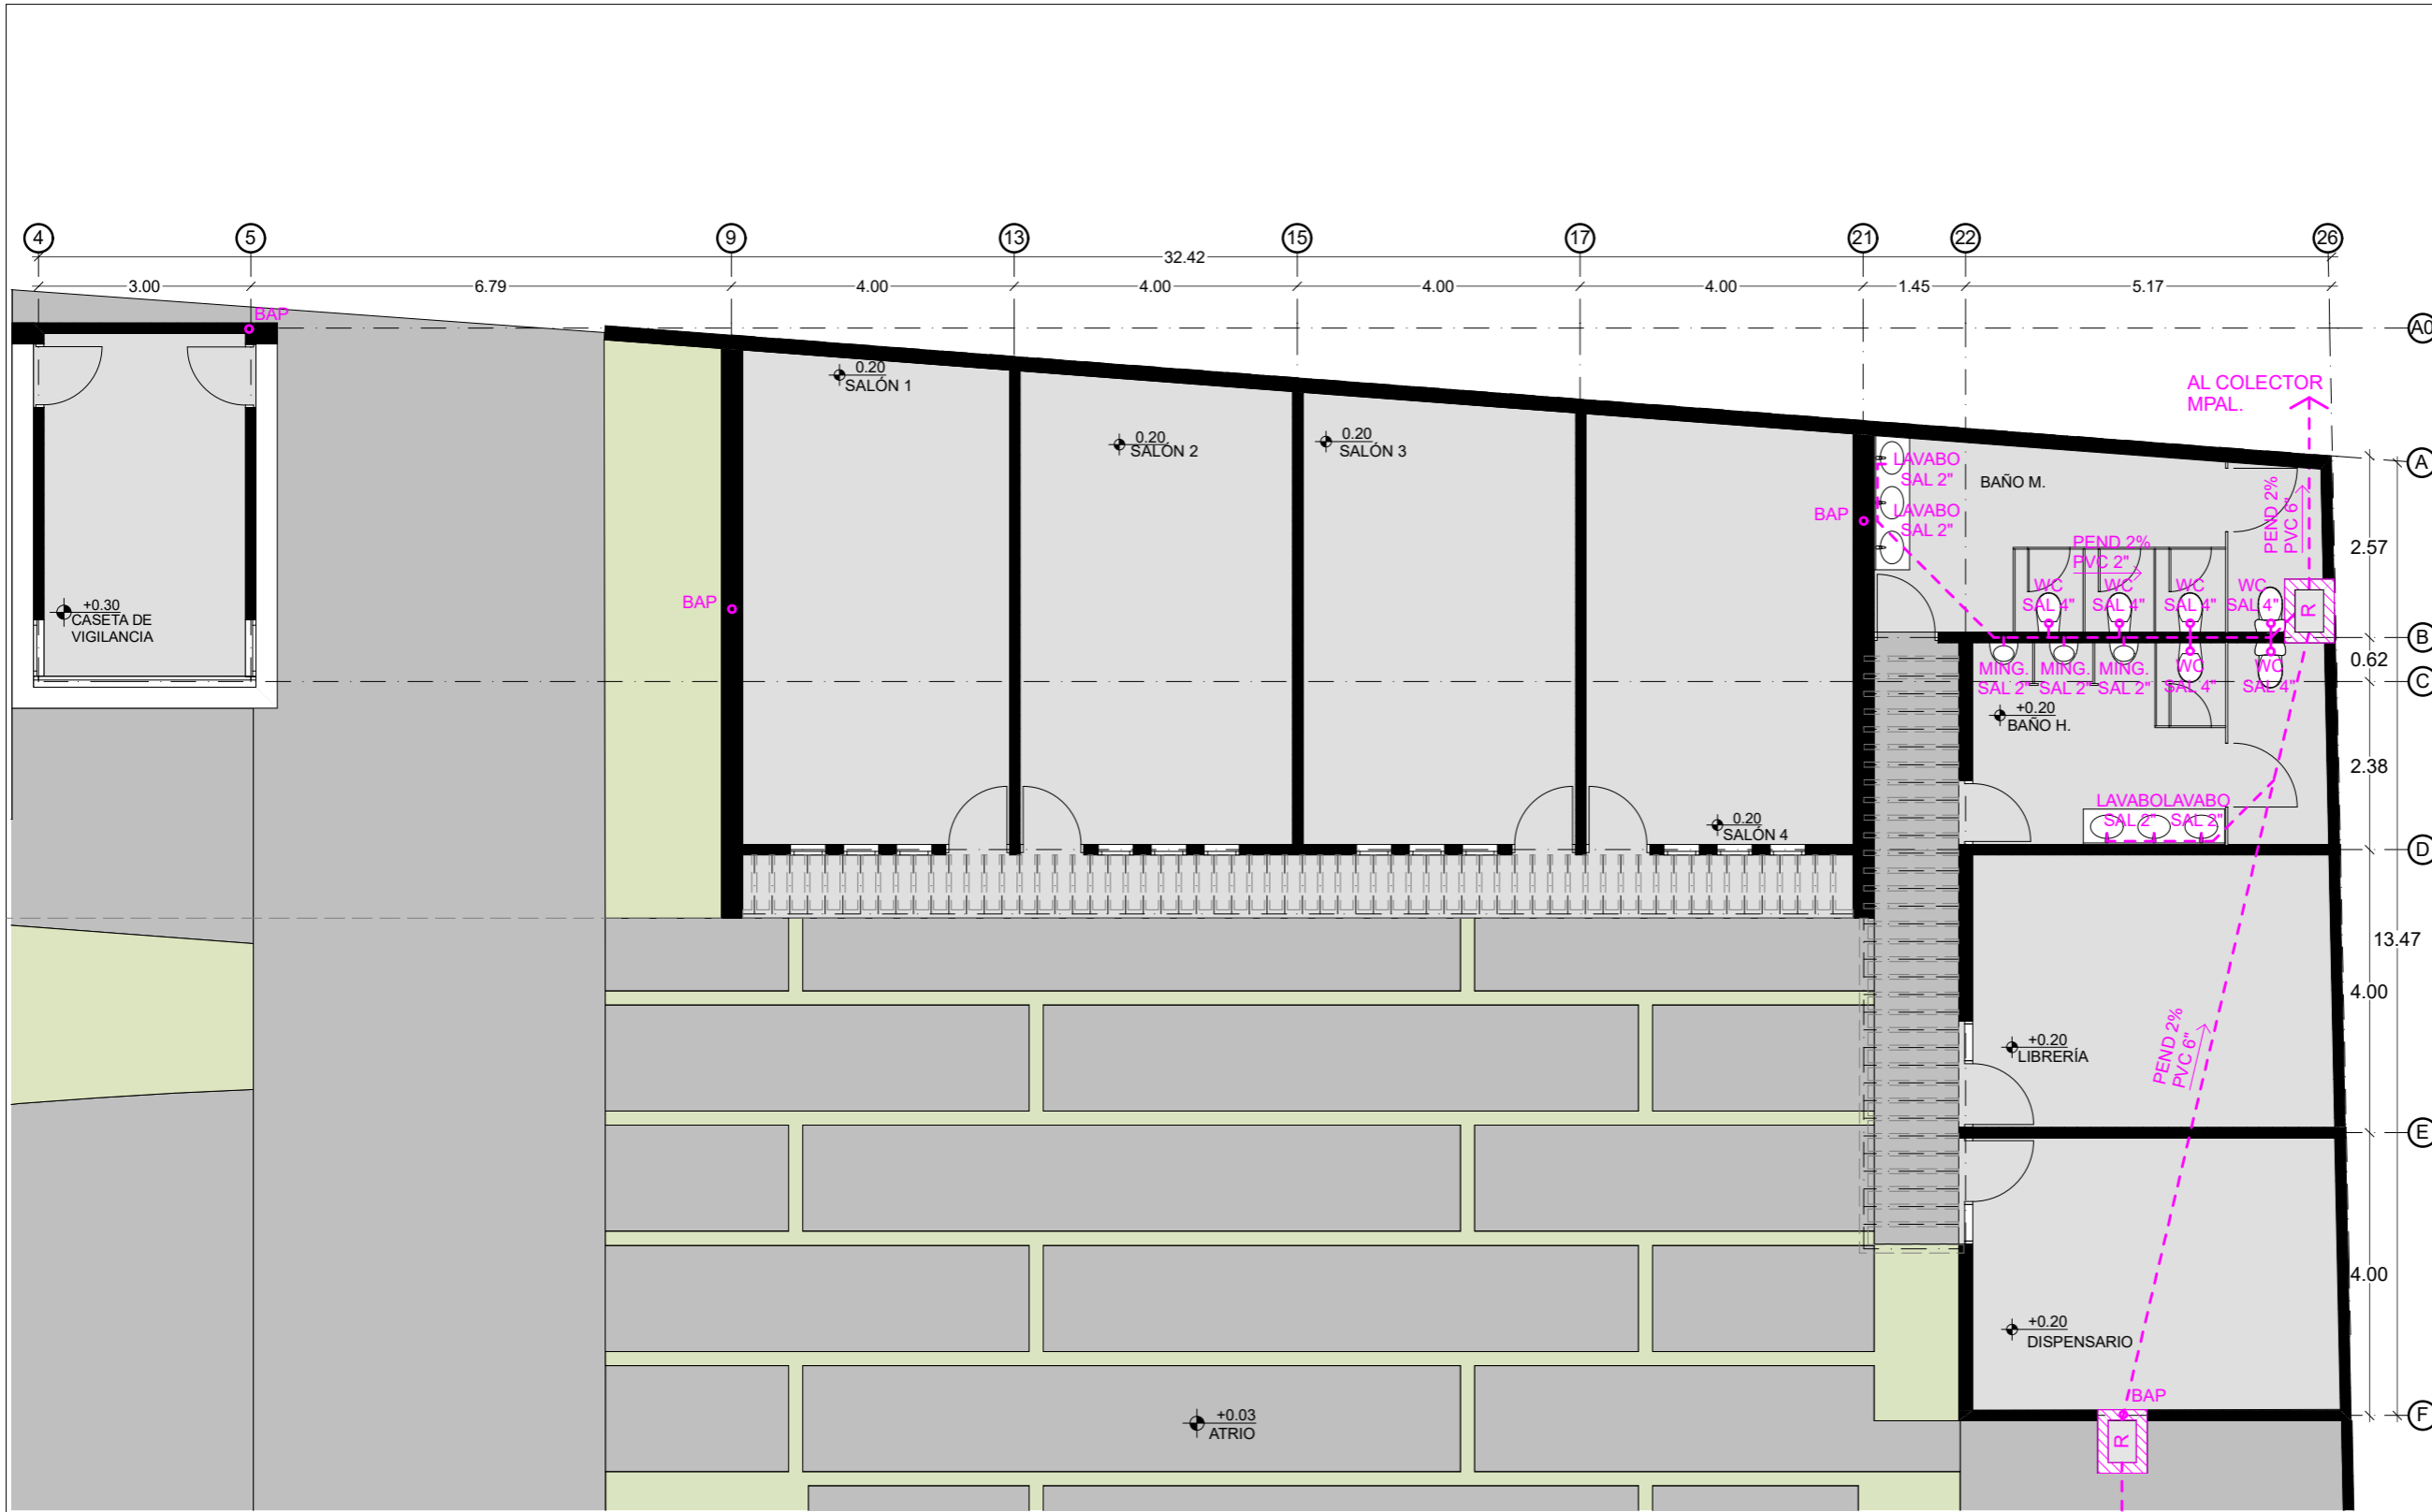 4
5
9
13
15
17
21
22
26
32.42
3.00
6.79
4.00
4.00
4.00
4.00
1.45
5.17
BAP
A0
0.20
SALÓN 1
0.20
SALÓN 2
0.20
SALÓN 3
AL COLECTOR
MPAL.
A
LAVABO
SAL 2"
BAÑO M.
LAVABO
SAL 2"
BAP
PEND 2%
PVC 6"
2.57
PEND 2%
PVC 2"
WC
SAL 4"
WC
SAL 4"
WC
SAL 4"
WC
SAL 4"
R
BAP
+0.30
CASETA DE
VIGILANCIA
B
0.62
MING.
SAL 2"
MING.
SAL 2"
MING.
SAL 2"
WC
SAL 4"
WC
SAL 4"
C
+0.20
BAÑO H.
2.38
LAVABO
SAL 2"
LAVABO
SAL 2"
0.20
SALÓN 4
D
13.47
4.00
PEND 2%
PVC 6"
+0.20
LIBRERÍA
E
4.00
+0.20
DISPENSARIO
BAP
F
R
+0.03
ATRIO